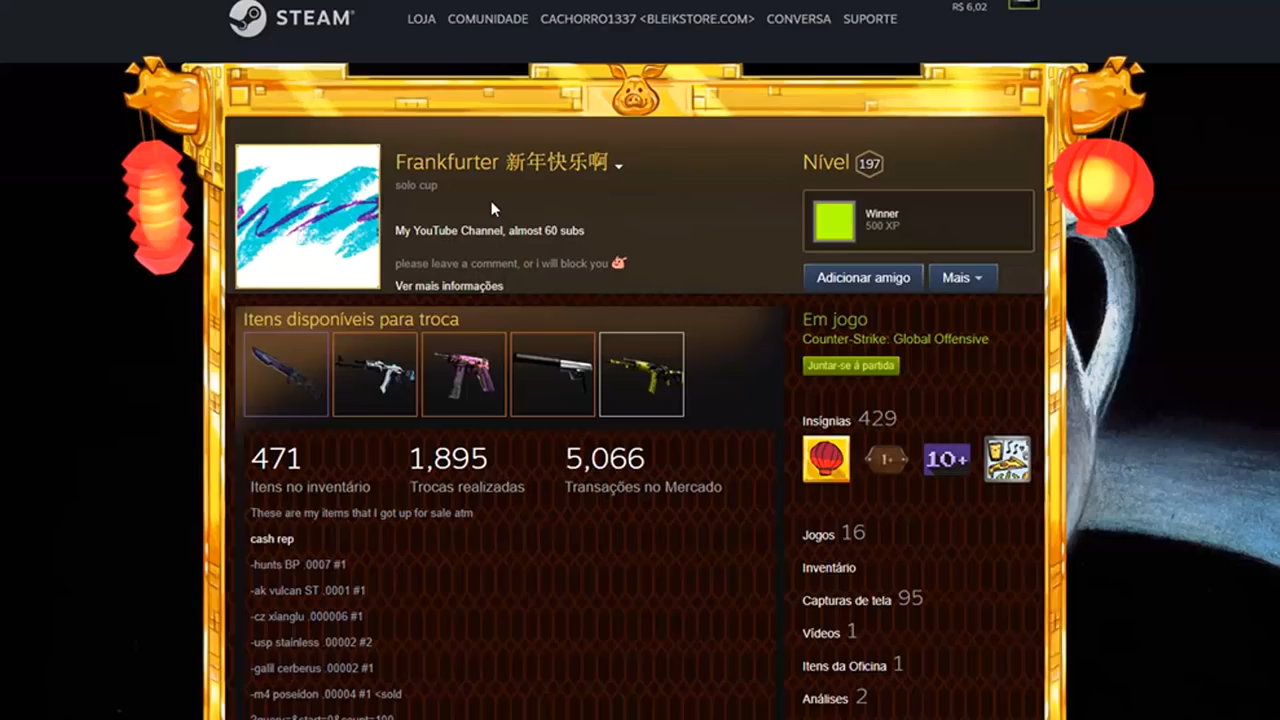 STEAM®
LOJA COMUNIDADE CACHORRO1337 <BLEIKSTORE.COM> CONVERSA SUPORTE
R$ 6,02
Frankfurter 新年快乐啊
solo cup
My YouTube Channel, almost 60 subs
please leave a comment, or i will block you
Ver mais informações
Nível 197
Winner
500 XP
Adicionar amigo
Mais
Itens disponíveis para troca
Em jogo
Counter-Strike: Global Offensive
Juntar-se à partida
471
Itens no inventário
1,895
Trocas realizadas
5,066
Transações no Mercado
These are my items that I got up for sale atm
cash rep
-hunts BP .0007 #1
-ak vulcan ST .0001 #1
-cz xianglu .000006 #1
-usp stainless .00002 #2
-galil cerberus .00002 #1
-m4 poseidon .00004 #1 <sold
?query=&start=0&count=100
Insígnias 429
1+
10+
Jogos 16
Inventário
Capturas de tela 95
Vídeos 1
Itens da Oficina 1
Análises 2